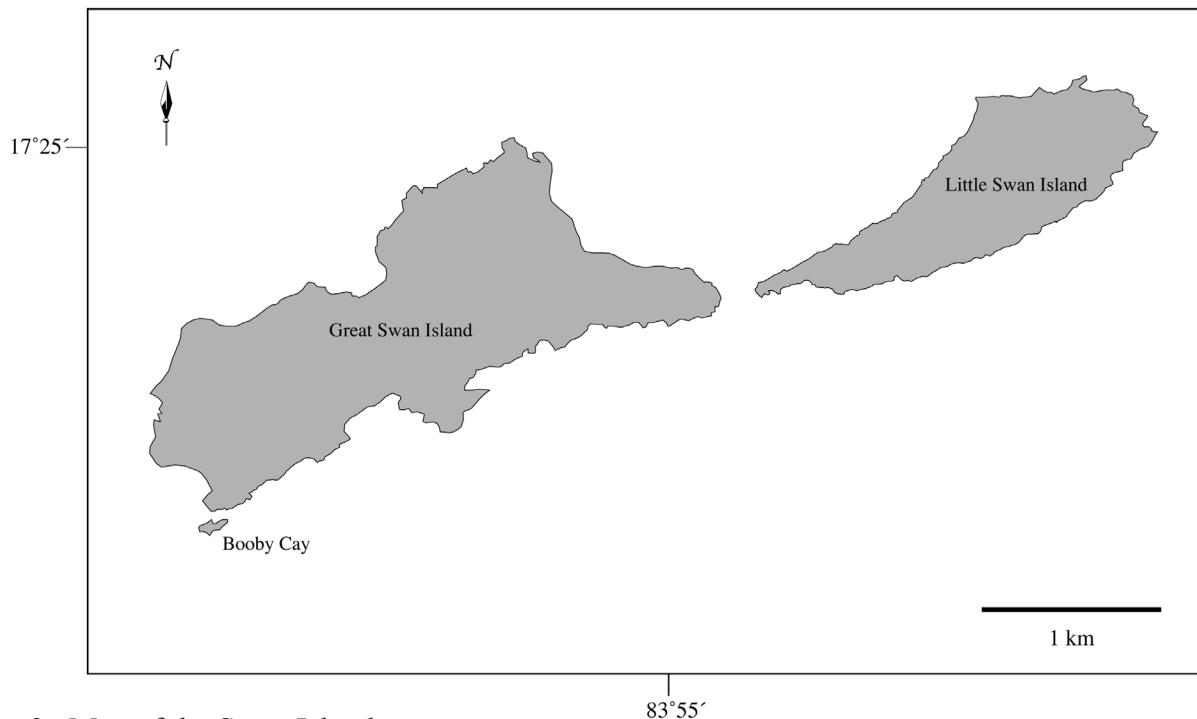 N
17˚25´
Little Swan Island
Great Swan Island
Booby Cay
1 km
83˚55´